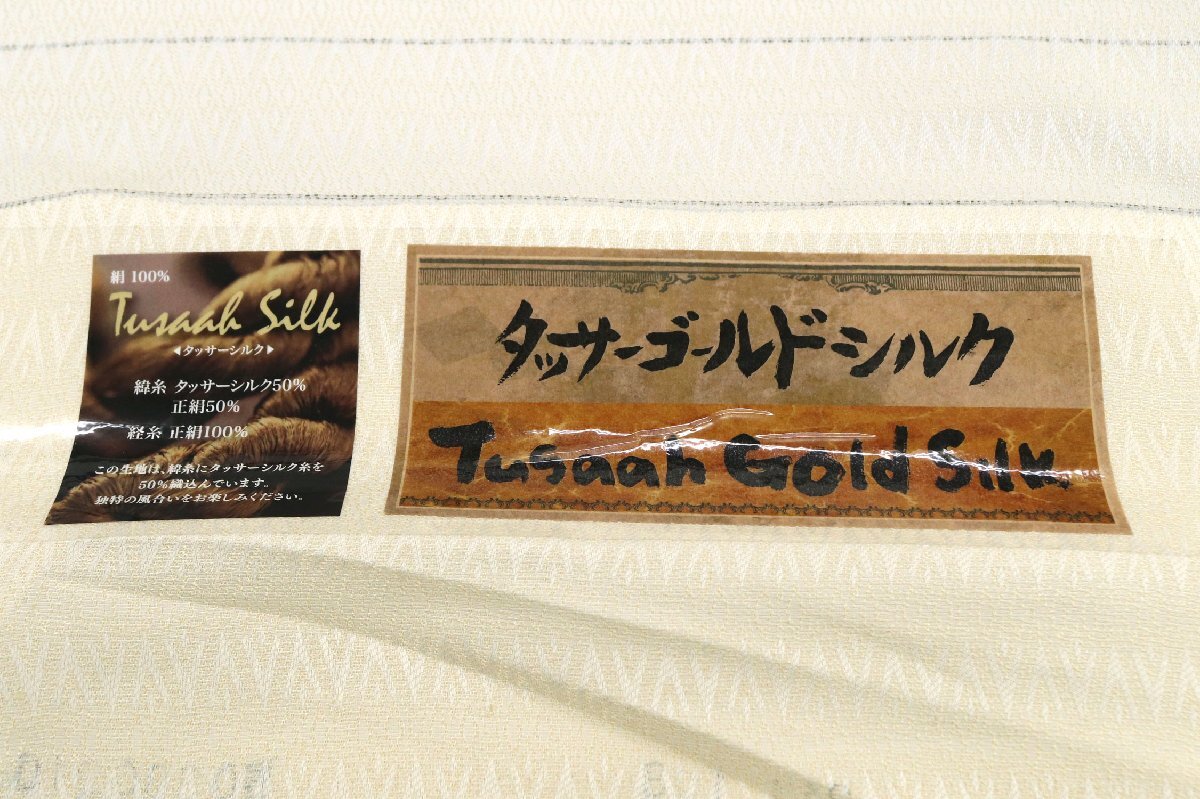 絹 100%
Tusaah Silk
◀タッサーシルク▶
緯糸 タッサーシルク50%
正絹50%
経糸 正絹100%
この生地は、緯糸にタッサーシルク糸を
50%織込んでいます。
独特の風合いをお楽しみください。
タッサーゴールドシルク
Tusaah Gold Silk